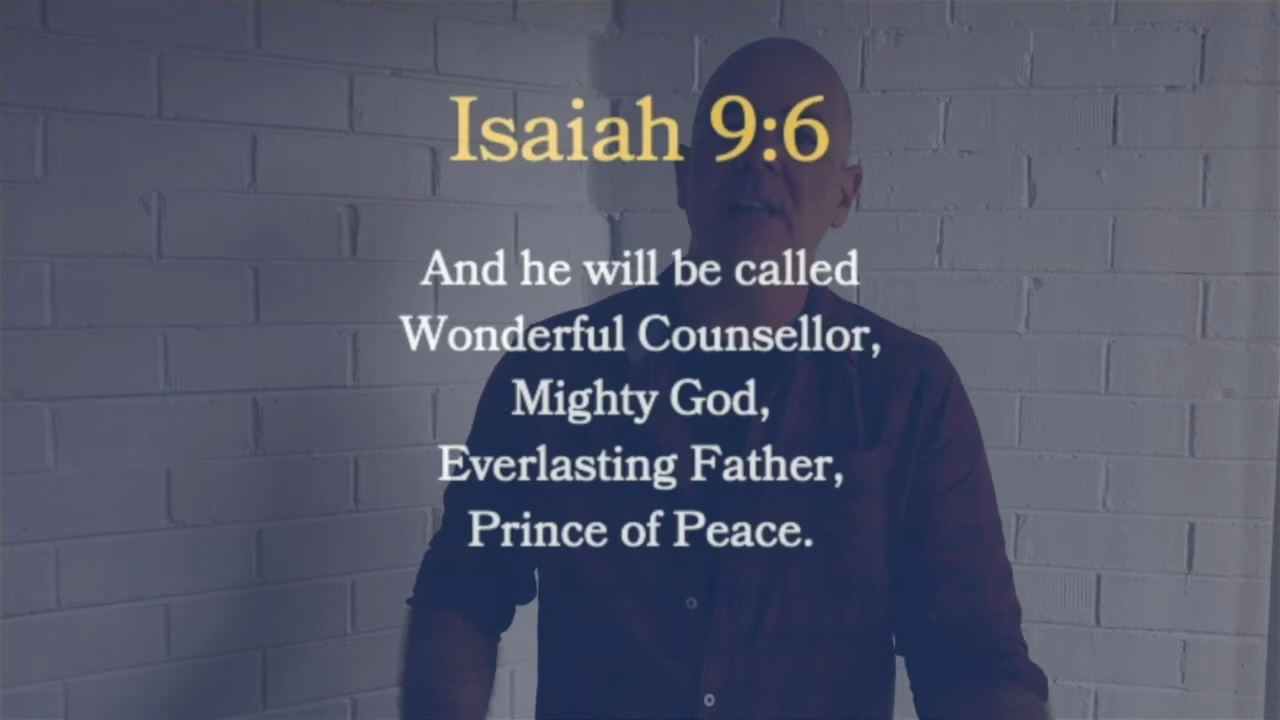 Isaiah 9:6
And he will be called
Wonderful Counsellor,
Mighty God,
Everlasting Father,
Prince of Peace.